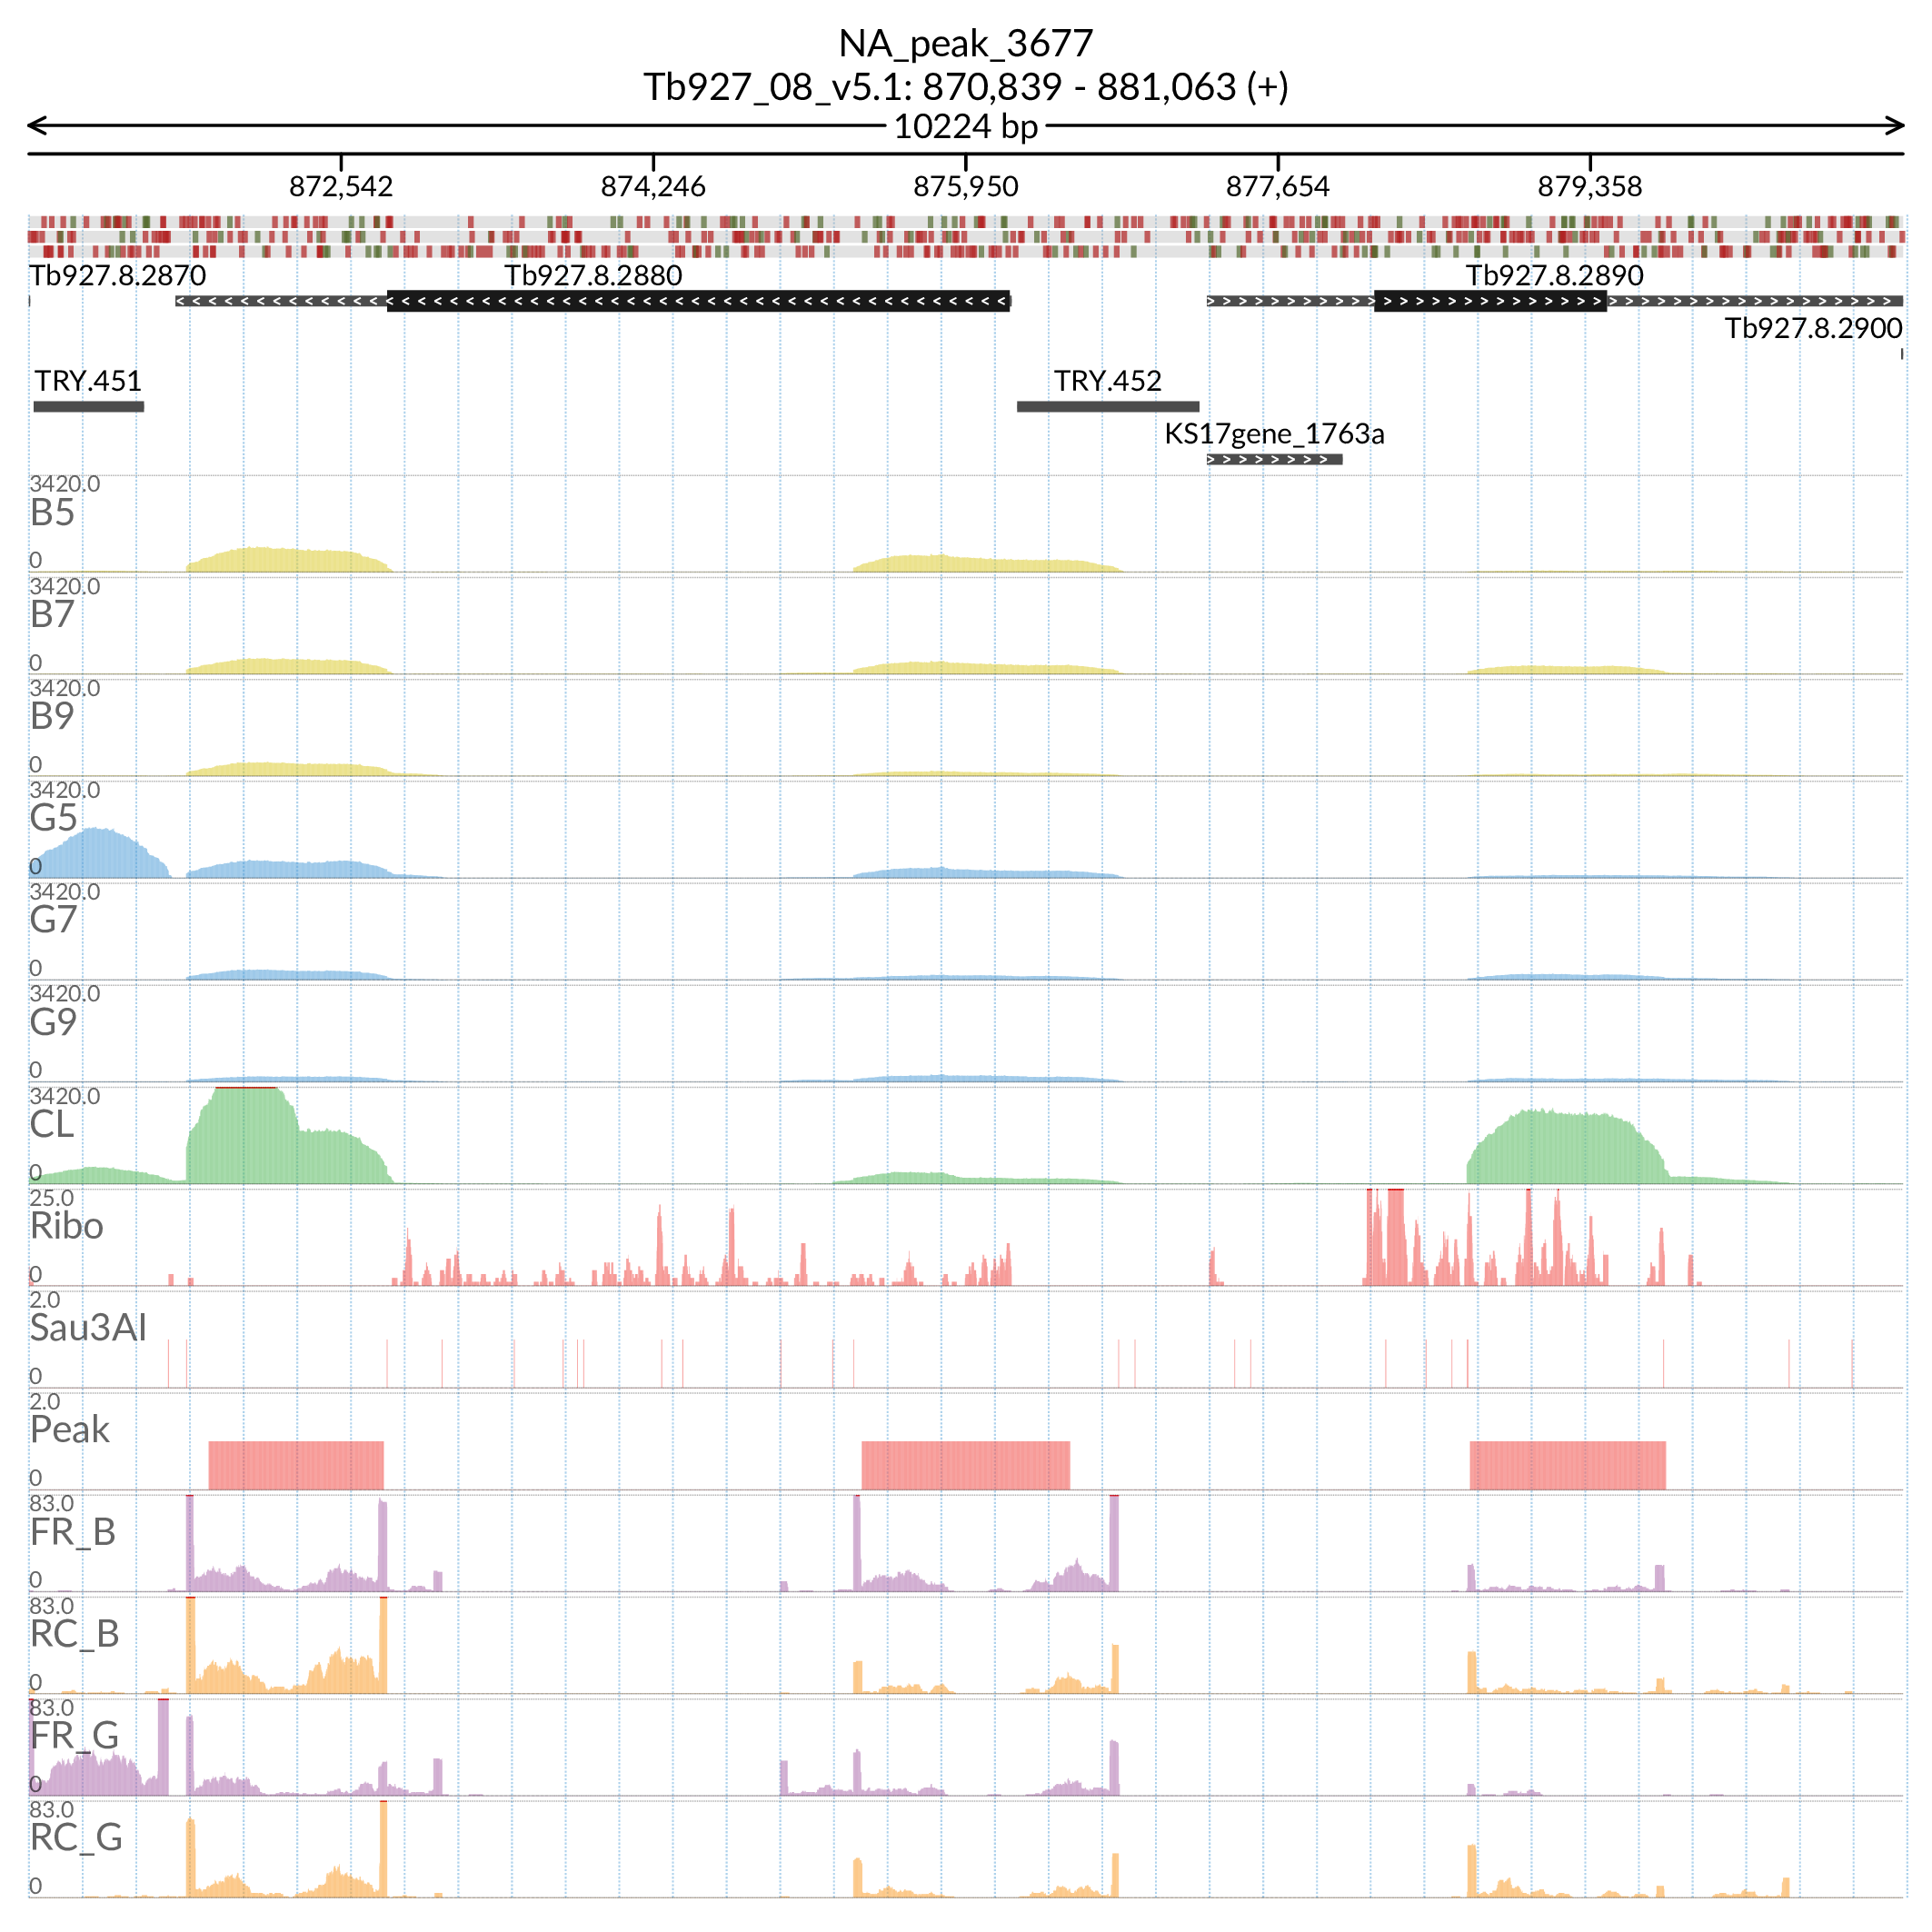 NA_peak_3677
Tb927_08_v5.1: 870,839 - 881,063 (+)
10224 bp
872,542 874,246 875,950 877,654 879,358
Tb927.8.2870 Tb927.8.2880 Tb927.8.2890
Tb927.8.2900
TRY.451 TRY.452
KS17gene_1763a
3420.0
B5
0
3420.0
B7
0
3420.0
B9
0
3420.0
G5
0
3420.0
G7
0
3420.0
G9
0
3420.0
CL
0
25.0
Ribo
0
2.0
Sau3AI
0
2.0
Peak
0
83.0
FR_B
0
83.0
RC_B
0
83.0
FR_G
0
83.0
RC_G
0